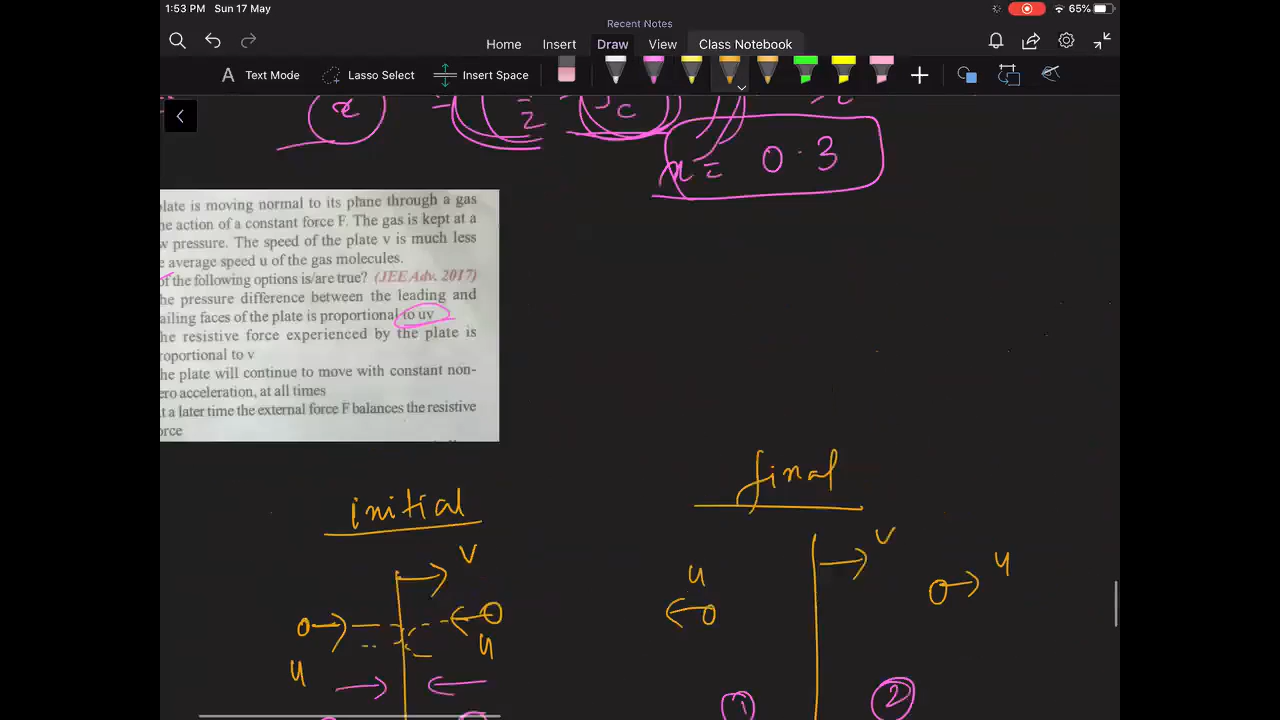 1:53 PM Sun 17 May
65%
Recent Notes
Home Insert Draw View Class Notebook
A Text Mode Lasso Select Insert Space
x
2
c
x = 0.3
plate is moving normal to its plane through a gas
he action of a constant force F. The gas is kept at a
w pressure. The speed of the plate v is much less
e average speed u of the gas molecules.
of the following options is/are true? (JEE Adv. 2017)
he pressure difference between the leading and
ailing faces of the plate is proportional to uv
he resistive force experienced by the plate is
roportional to v
he plate will continue to move with constant non-
ero acceleration, at all times
t a later time the external force F balances the resistive
orce
initial
final
v
u
u
v
u
u
1
2